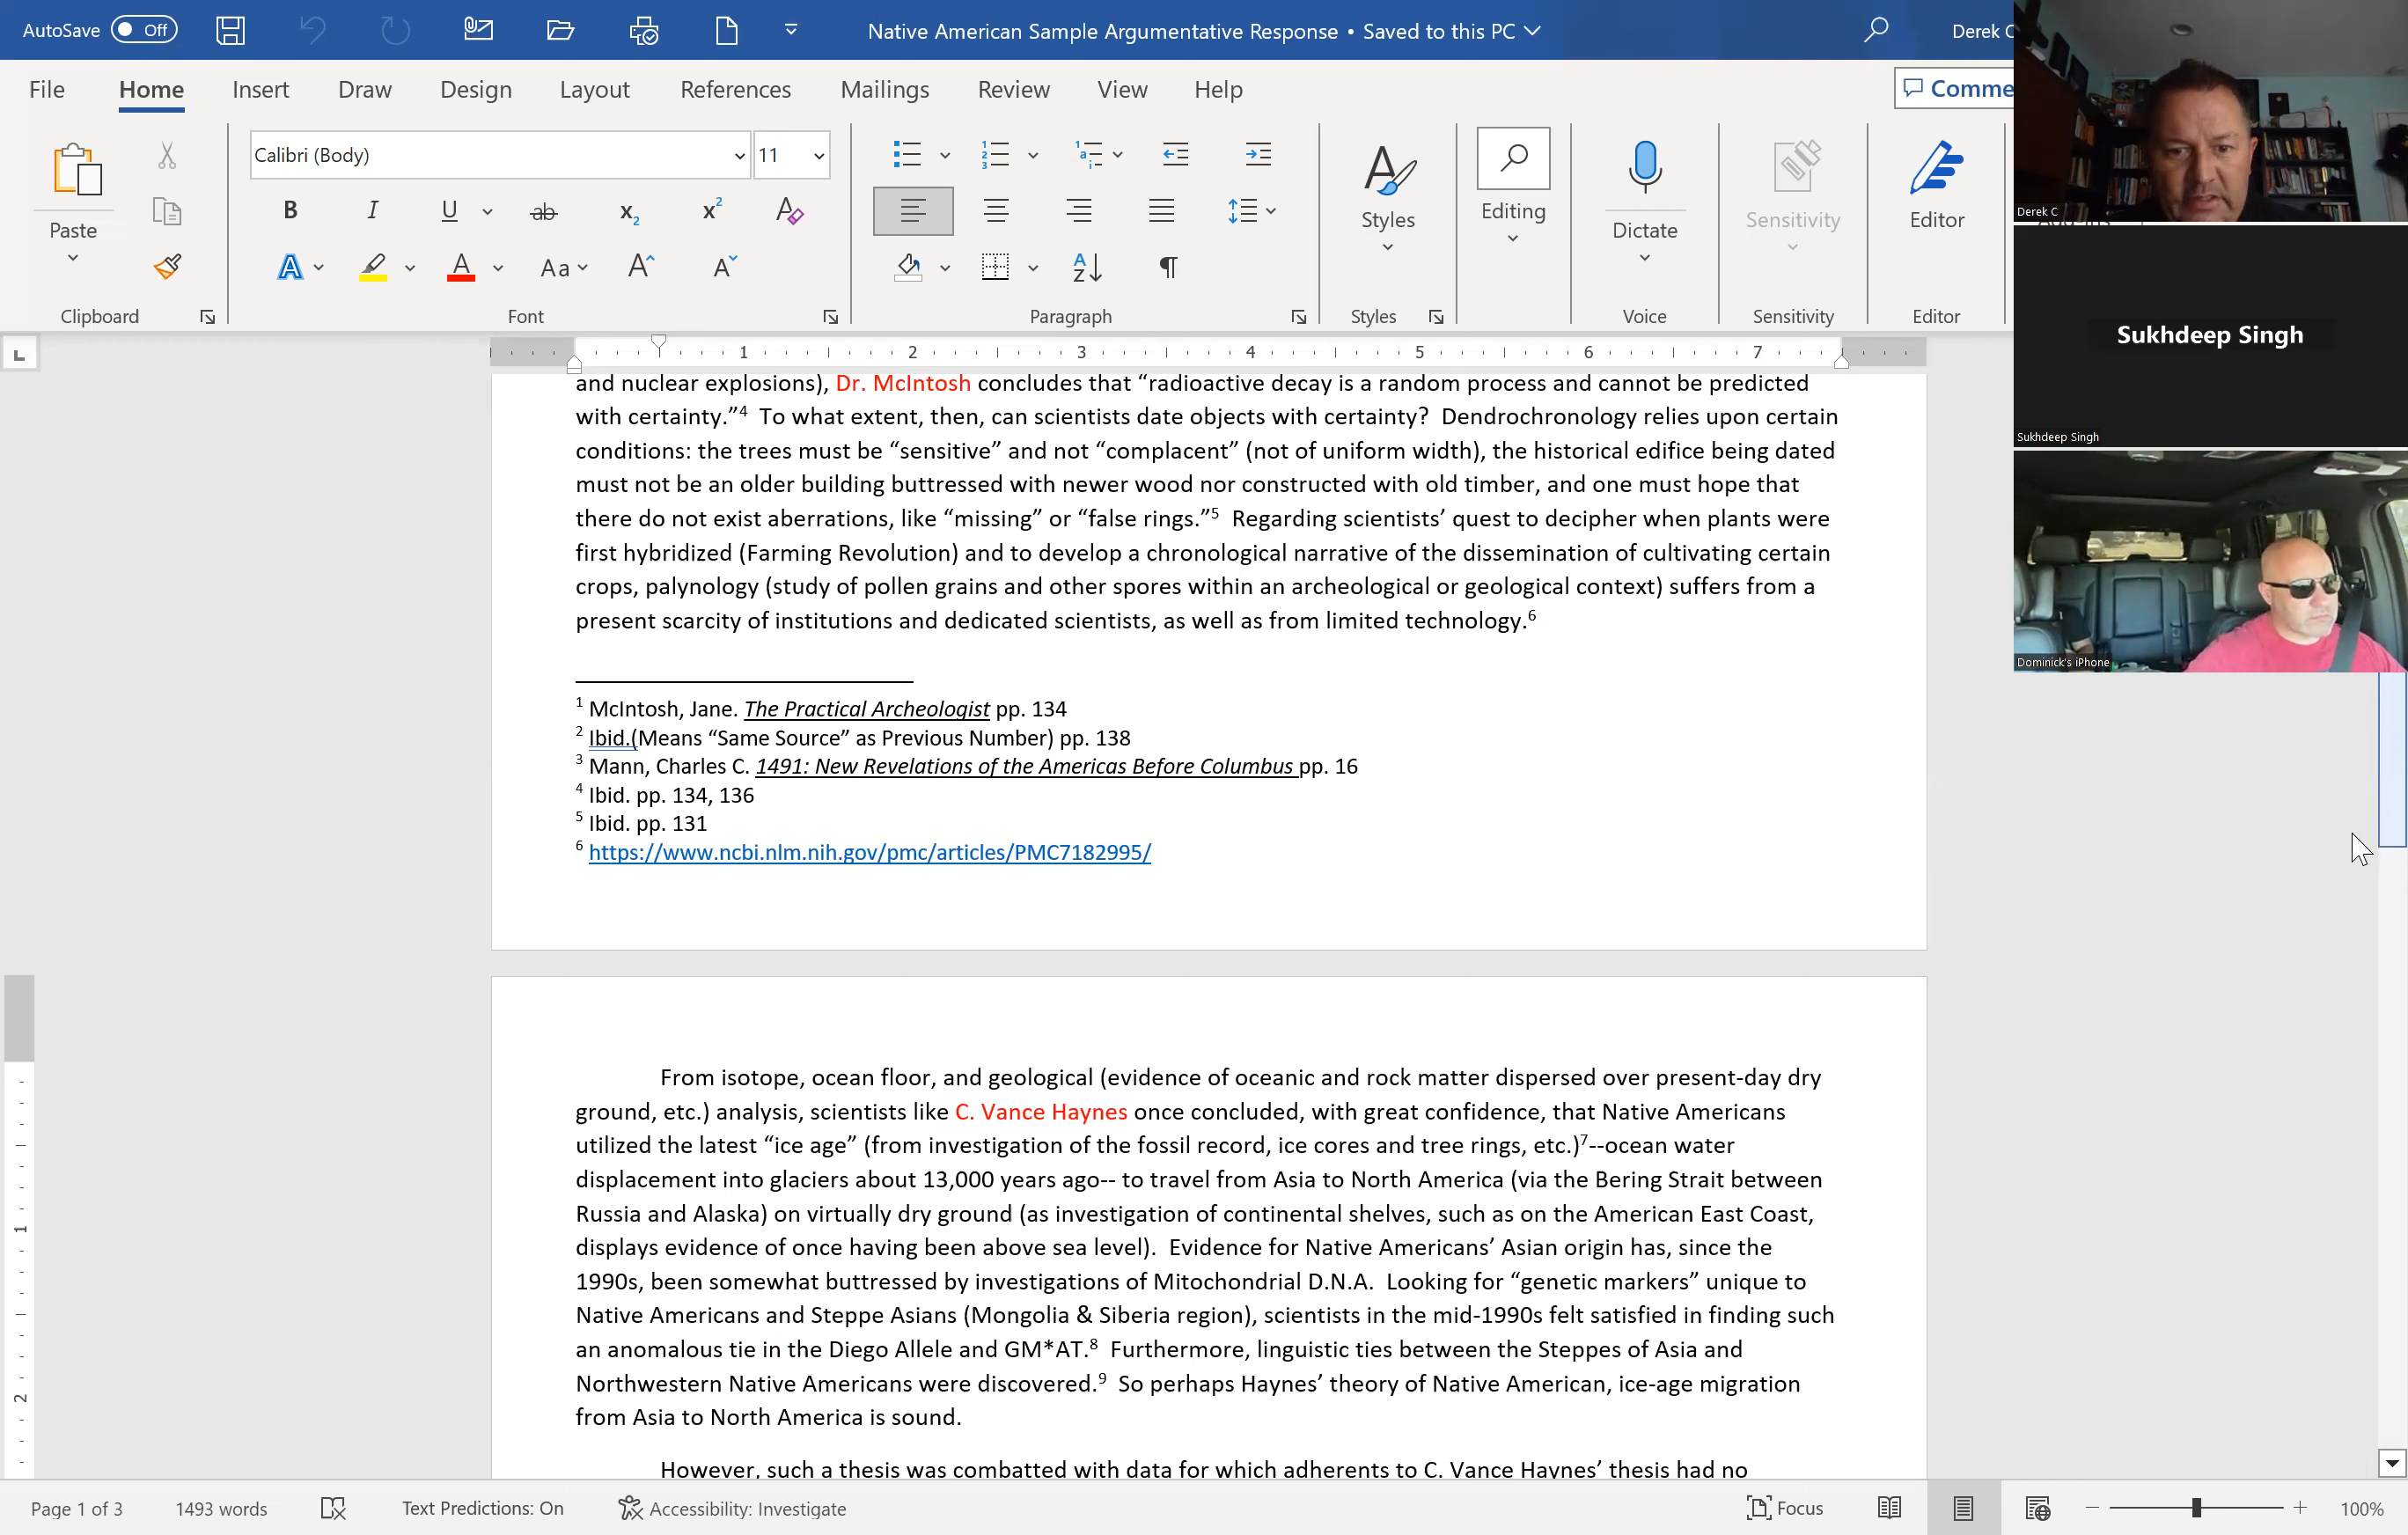 AutoSave Off Native American Sample Argumentative Response • Saved to this PC Derek C
File Home Insert Draw Design Layout References Mailings Review View Help Comme
Calibri (Body) 11
Paste Styles Editing Dictate Sensitivity Editor
Clipboard Font Paragraph Styles Voice Sensitivity Editor
Derek C
Sukhdeep Singh
Sukhdeep Singh
Dominick's iPhone
1 2 3 4 5 6 7
and nuclear explosions), Dr. McIntosh concludes that “radioactive decay is a random process and cannot be predicted
with certainty.”4 To what extent, then, can scientists date objects with certainty? Dendrochronology relies upon certain
conditions: the trees must be “sensitive” and not “complacent” (not of uniform width), the historical edifice being dated
must not be an older building buttressed with newer wood nor constructed with old timber, and one must hope that
there do not exist aberrations, like “missing” or “false rings.”5 Regarding scientists’ quest to decipher when plants were
first hybridized (Farming Revolution) and to develop a chronological narrative of the dissemination of cultivating certain
crops, palynology (study of pollen grains and other spores within an archeological or geological context) suffers from a
present scarcity of institutions and dedicated scientists, as well as from limited technology.6
1 McIntosh, Jane. The Practical Archeologist pp. 134
2 Ibid.(Means “Same Source” as Previous Number) pp. 138
3 Mann, Charles C. 1491: New Revelations of the Americas Before Columbus pp. 16
4 Ibid. pp. 134, 136
5 Ibid. pp. 131
6 https://www.ncbi.nlm.nih.gov/pmc/articles/PMC7182995/
From isotope, ocean floor, and geological (evidence of oceanic and rock matter dispersed over present-day dry
ground, etc.) analysis, scientists like C. Vance Haynes once concluded, with great confidence, that Native Americans
utilized the latest “ice age” (from investigation of the fossil record, ice cores and tree rings, etc.)7--ocean water
displacement into glaciers about 13,000 years ago-- to travel from Asia to North America (via the Bering Strait between
Russia and Alaska) on virtually dry ground (as investigation of continental shelves, such as on the American East Coast,
displays evidence of once having been above sea level). Evidence for Native Americans’ Asian origin has, since the
1990s, been somewhat buttressed by investigations of Mitochondrial D.N.A. Looking for “genetic markers” unique to
Native Americans and Steppe Asians (Mongolia & Siberia region), scientists in the mid-1990s felt satisfied in finding such
an anomalous tie in the Diego Allele and GM*AT.8 Furthermore, linguistic ties between the Steppes of Asia and
Northwestern Native Americans were discovered.9 So perhaps Haynes’ theory of Native American, ice-age migration
from Asia to North America is sound.
However, such a thesis was combatted with data for which adherents to C. Vance Haynes’ thesis had no
1
2
Page 1 of 3 1493 words Text Predictions: On Accessibility: Investigate Focus 100%